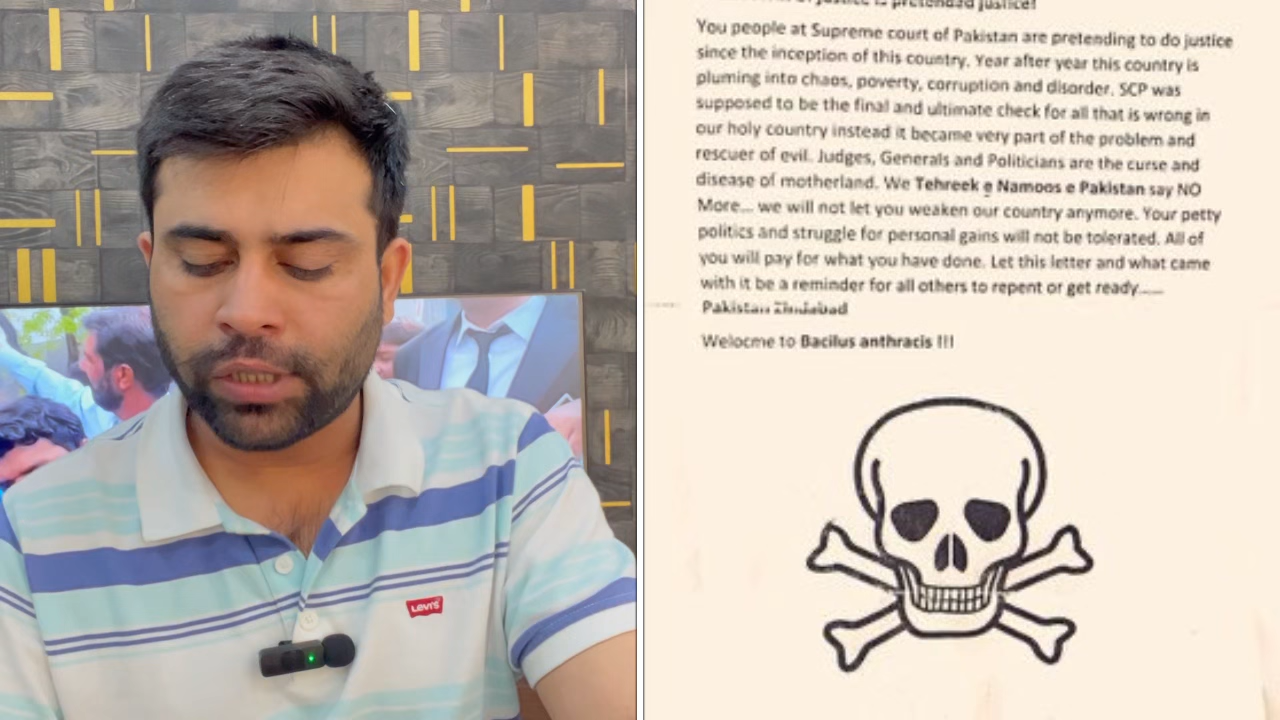 Levi's
of justice is pretended justice!
You people at Supreme court of Pakistan are pretending to do justice
since the inception of this country. Year after year this country is
pluming into chaos, poverty, corruption and disorder. SCP was
supposed to be the final and ultimate check for all that is wrong in
our holy country instead it became very part of the problem and
rescuer of evil. Judges, Generals and Politicians are the curse and
disease of motherland. We Tehreek e Namoos e Pakistan say NO
More... we will not let you weaken our country anymore. Your petty
politics and struggle for personal gains will not be tolerated. All of
you will pay for what you have done. Let this letter and what came
with it be a reminder for all others to repent or get ready......
Pakistan Zindabad
Welocme to Bacilus anthracis !!!